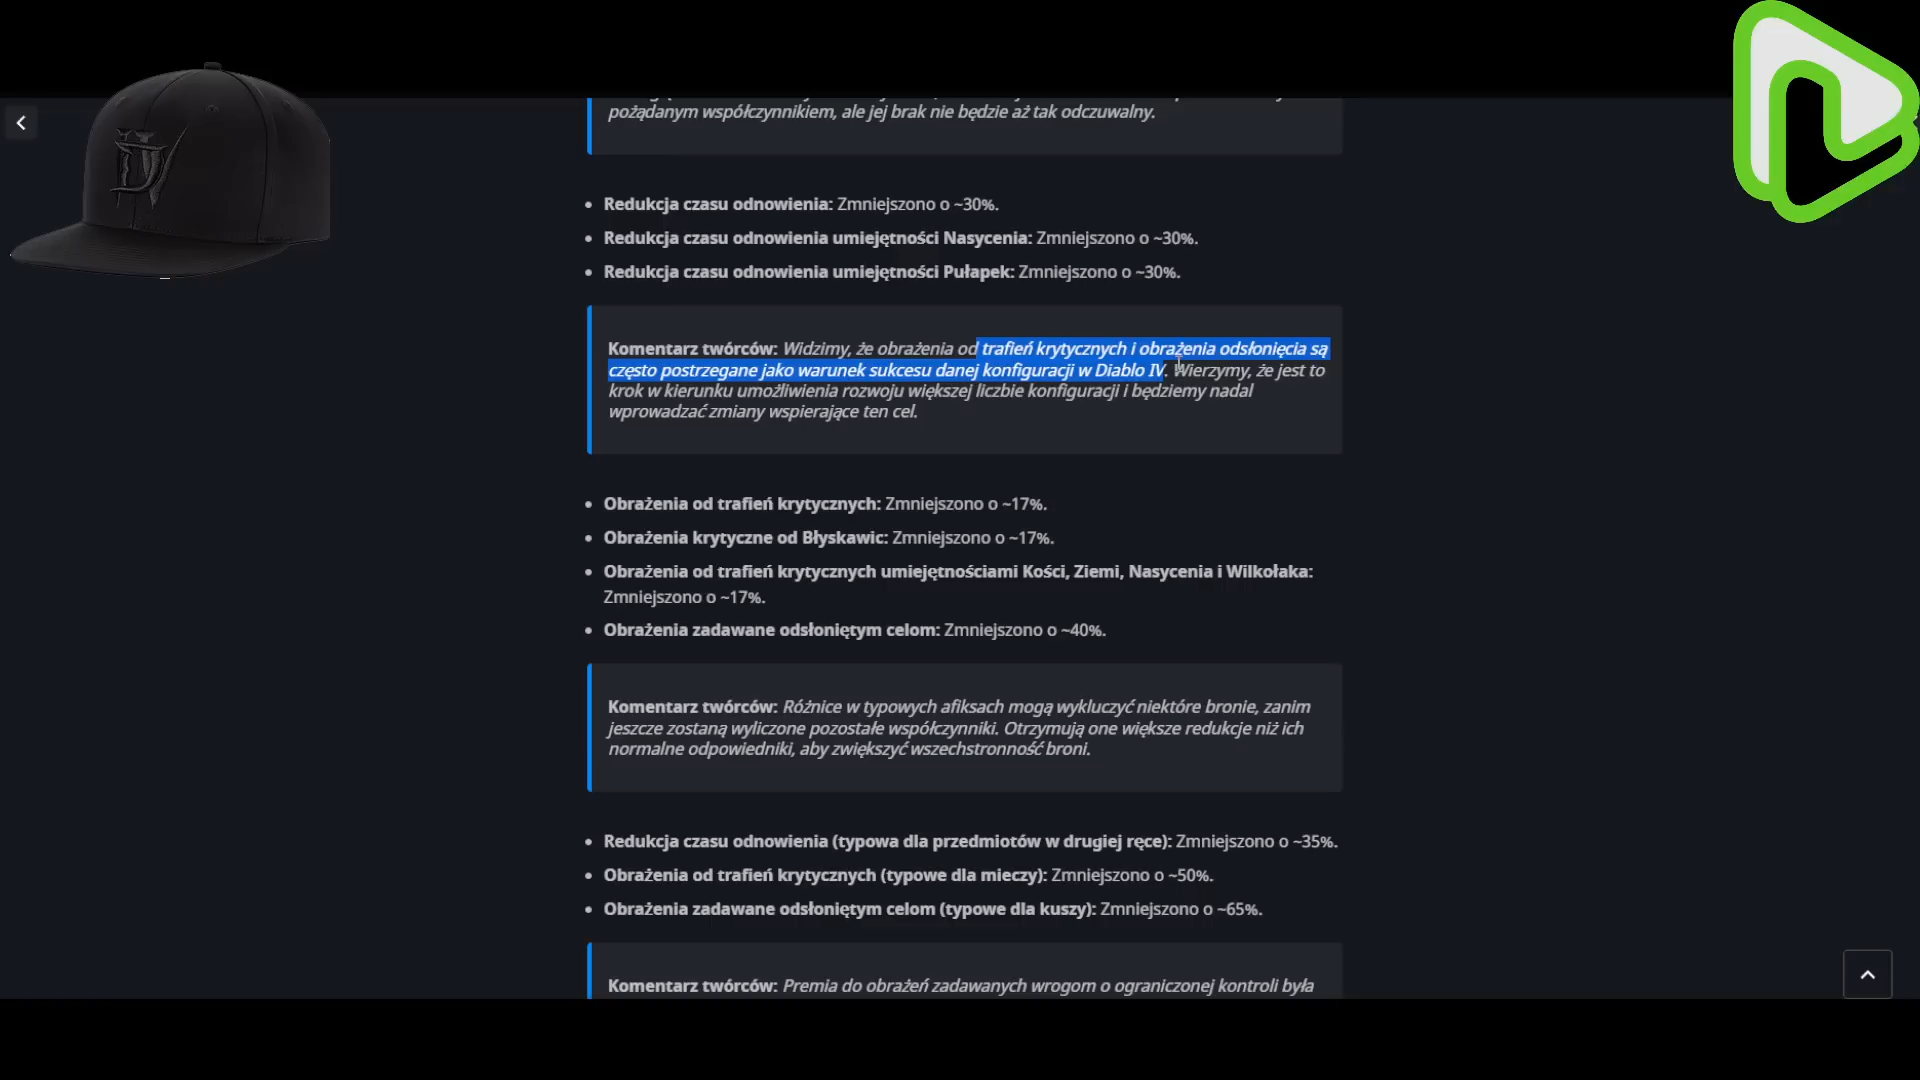 pożądanym współczynnikiem, ale jej brak nie będzie aż tak odczuwalny.
Redukcja czasu odnowienia: Zmniejszono o ~30%.
Redukcja czasu odnowienia umiejętności Nasycenia: Zmniejszono o ~30%.
Redukcja czasu odnowienia umiejętności Pułapek: Zmniejszono o ~30%.
Komentarz twórców: Widzimy, że obrażenia od trafień krytycznych i obrażenia odsłonięcia są
często postrzegane jako warunek sukcesu danej konfiguracji w Diablo IV. Wierzymy, że jest to
krok w kierunku umożliwienia rozwoju większej liczbie konfiguracji i będziemy nadal
wprowadzać zmiany wspierające ten cel.
Obrażenia od trafień krytycznych: Zmniejszono o ~17%.
Obrażenia krytyczne od Błyskawic: Zmniejszono o ~17%.
Obrażenia od trafień krytycznych umiejętnościami Kości, Ziemi, Nasycenia i Wilkołaka:
Zmniejszono o ~17%.
Obrażenia zadawane odsłoniętym celom: Zmniejszono o ~40%.
Komentarz twórców: Różnice w typowych afiksach mogą wykluczyć niektóre bronie, zanim
jeszcze zostaną wyliczone pozostałe współczynniki. Otrzymują one większe redukcje niż ich
normalne odpowiedniki, aby zwiększyć wszechstronność broni.
Redukcja czasu odnowienia (typowa dla przedmiotów w drugiej ręce): Zmniejszono o ~35%.
Obrażenia od trafień krytycznych (typowe dla mieczy): Zmniejszono o ~50%.
Obrażenia zadawane odsłoniętym celom (typowe dla kuszy): Zmniejszono o ~65%.
Komentarz twórców: Premia do obrażeń zadawanych wrogom o ograniczonej kontroli była